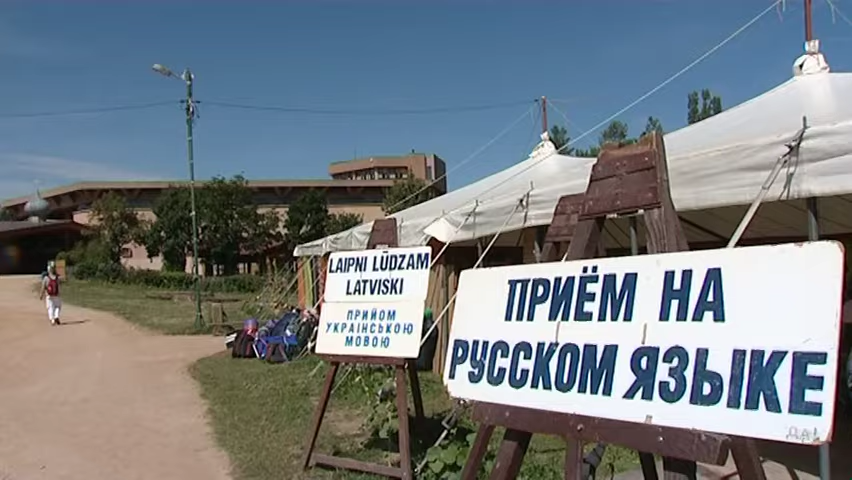 LAIPNI LŪDZAM
LATVISKI
ПРИЙОМ
УКРАЇНСЬКОЮ
МОВОЮ
ПРИЁМ НА
РУССКОМ ЯЗЫКЕ